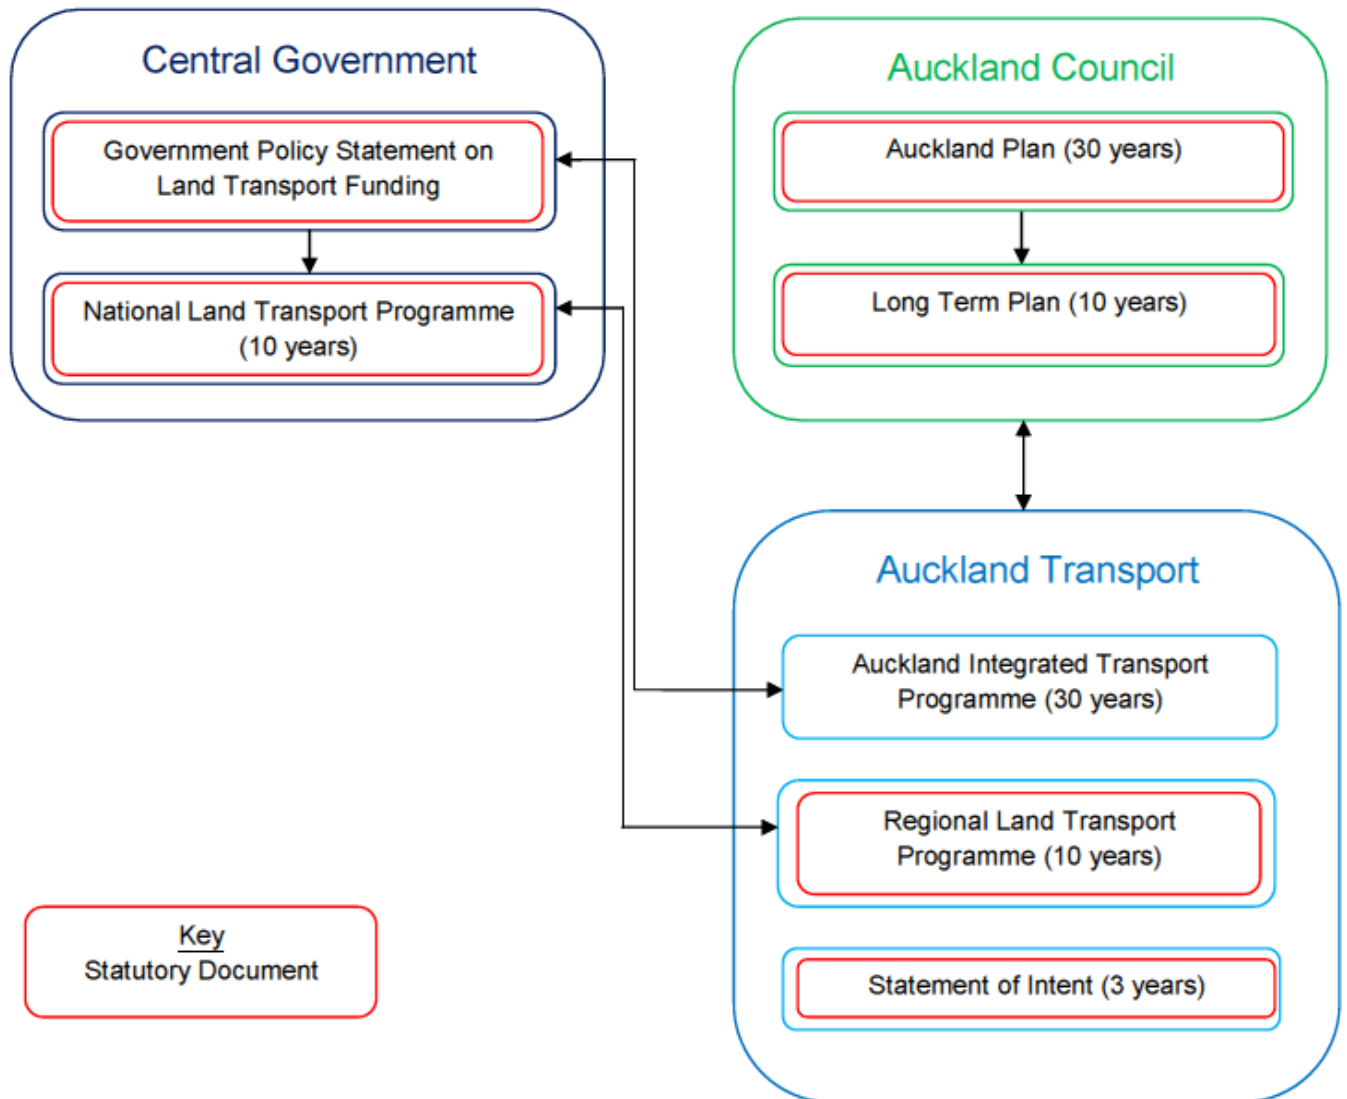 Central Government
Government Policy Statement on
Land Transport Funding
National Land Transport Programme
(10 years)
Auckland Council
Auckland Plan (30 years)
Long Term Plan (10 years)
Auckland Transport
Auckland Integrated Transport
Programme (30 years)
Regional Land Transport
Programme (10 years)
Statement of Intent (3 years)
Key
Statutory Document